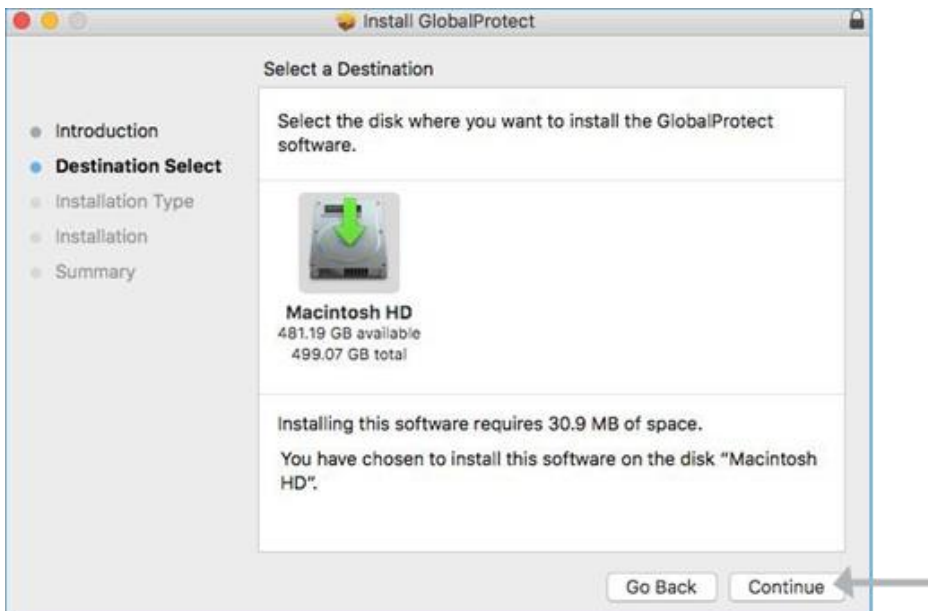 Install GlobalProtect
Select a Destination
Introduction
Destination Select
Installation Type
Installation
Summary
Select the disk where you want to install the GlobalProtect
software.
Macintosh HD
481.19 GB available
499.07 GB total
Installing this software requires 30.9 MB of space.
You have chosen to install this software on the disk “Macintosh
HD”.
Go Back
Continue